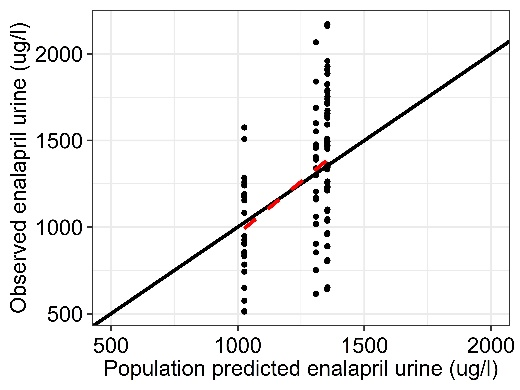 Observed enalapril urine (ug/l)
2000
1500
1000
500
500 1000 1500 2000
Population predicted enalapril urine (ug/l)